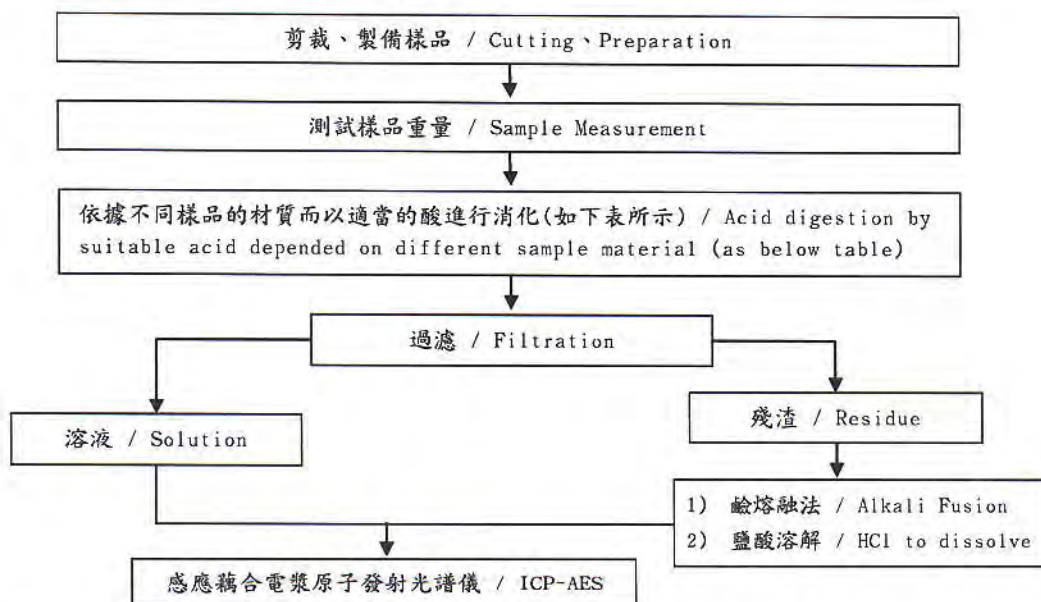 剪裁、製備樣品 / Cutting、Preparation
測試樣品重量 / Sample Measurement
依據不同樣品的材質而以適當的酸進行消化(如下表所示) / Acid digestion by
suitable acid depended on different sample material (as below table)
過濾 / Filtration
溶液 / Solution
殘渣 / Residue
1) 鹼熔融法 / Alkali Fusion
2) 鹽酸溶解 / HCl to dissolve
感應藕合電漿原子發射光譜儀 / ICP-AES